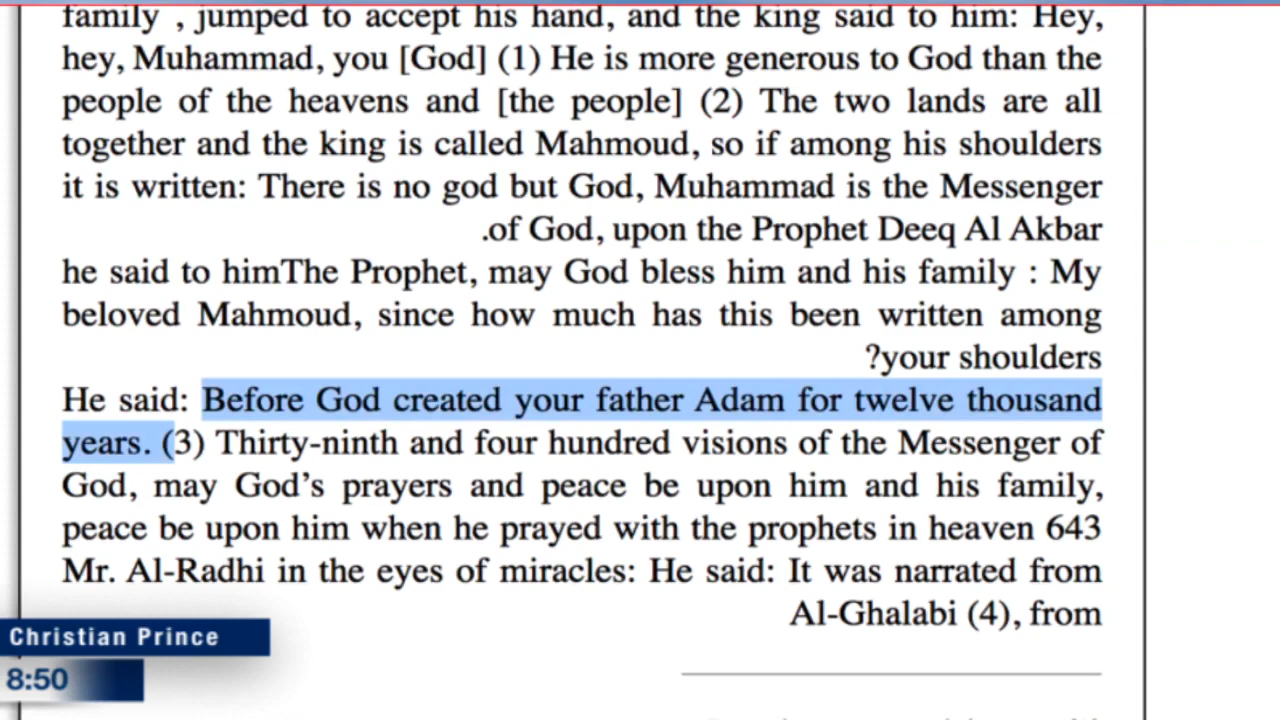 family , jumped to accept his hand, and the king said to him: Hey,
hey, Muhammad, you [God] (1) He is more generous to God than the
people of the heavens and [the people] (2) The two lands are all
together and the king is called Mahmoud, so if among his shoulders
it is written: There is no god but God, Muhammad is the Messenger
.of God, upon the Prophet Deeq Al Akbar
he said to himThe Prophet, may God bless him and his family : My
beloved Mahmoud, since how much has this been written among
?your shoulders
He said: Before God created your father Adam for twelve thousand
years. (3) Thirty-ninth and four hundred visions of the Messenger of
God, may God’s prayers and peace be upon him and his family,
peace be upon him when he prayed with the prophets in heaven 643
Mr. Al-Radhi in the eyes of miracles: He said: It was narrated from
Al-Ghalabi (4), from
Christian Prince
8:50